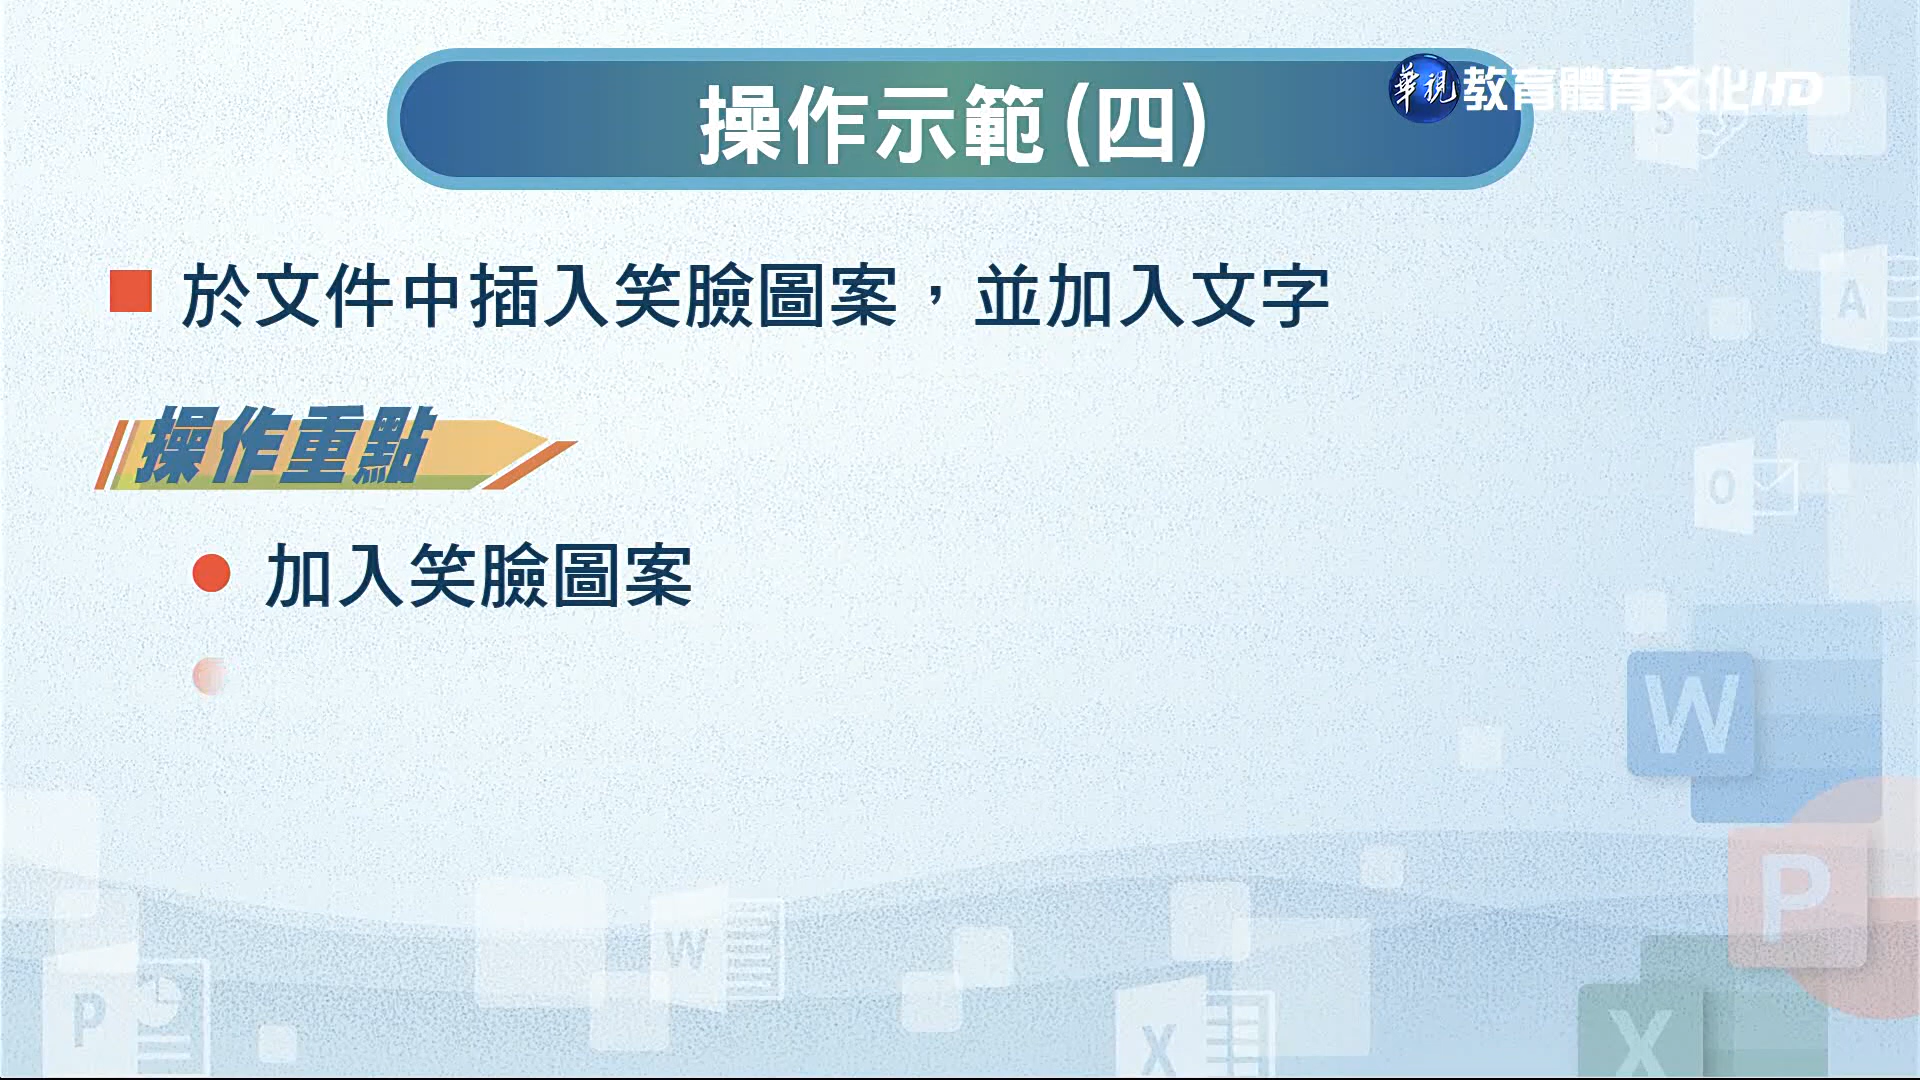 操作示範(四)
華視 教育體育文化HD
於文件中插入笑臉圖案，並加入文字
操作重點
加入笑臉圖案
S
A
O
W
P
W
P
X
X